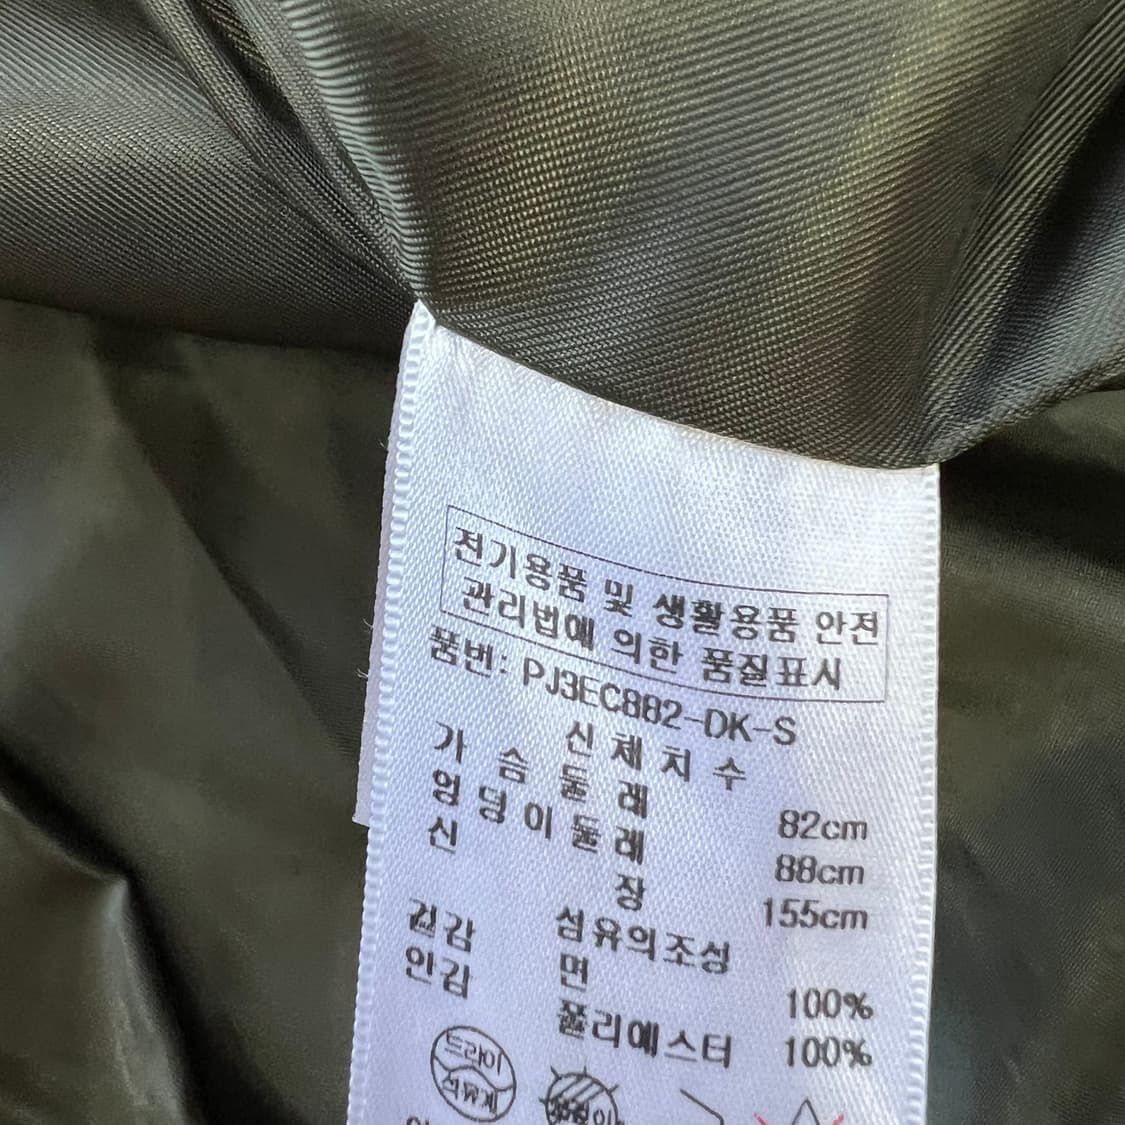 전기용품 및 생활용품 안전
관리법에 의한 품질표시
품번: PJ3EC882-DK-S
신체치수
가슴둘레 82cm
엉덩이둘레 88cm
신장 155cm
섬유의조성
겉감 면 100%
안감 폴리에스터 100%
드라이
석유계